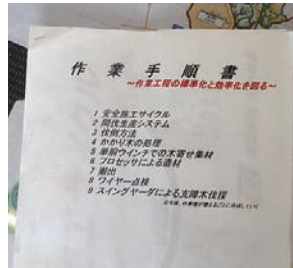 作業手順書
～作業工程の標準化と効率化を図る～
1 安全施工サイクル
2 間伐生産システム
3 伐倒方法
4 かかり木の処理
5 単胴ウインチでの木寄せ集材
6 プロセッサによる造材
7 搬出
8 ワイヤー点検
9 スイングヤーダによる支障木伐採